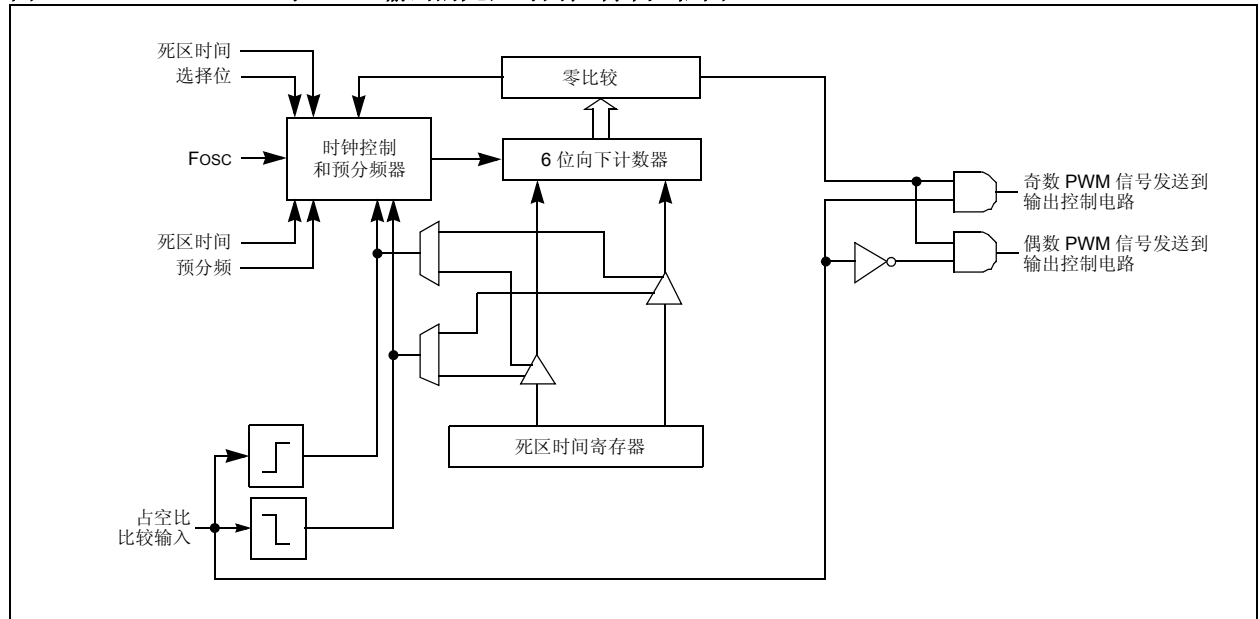 死区时间
选择位
零比较
时钟控制
和预分频器
FOSC
6 位向下计数器
奇数 PWM 信号发送到
输出控制电路
死区时间
预分频
偶数 PWM 信号发送到
输出控制电路
死区时间寄存器
占空比
比较输入